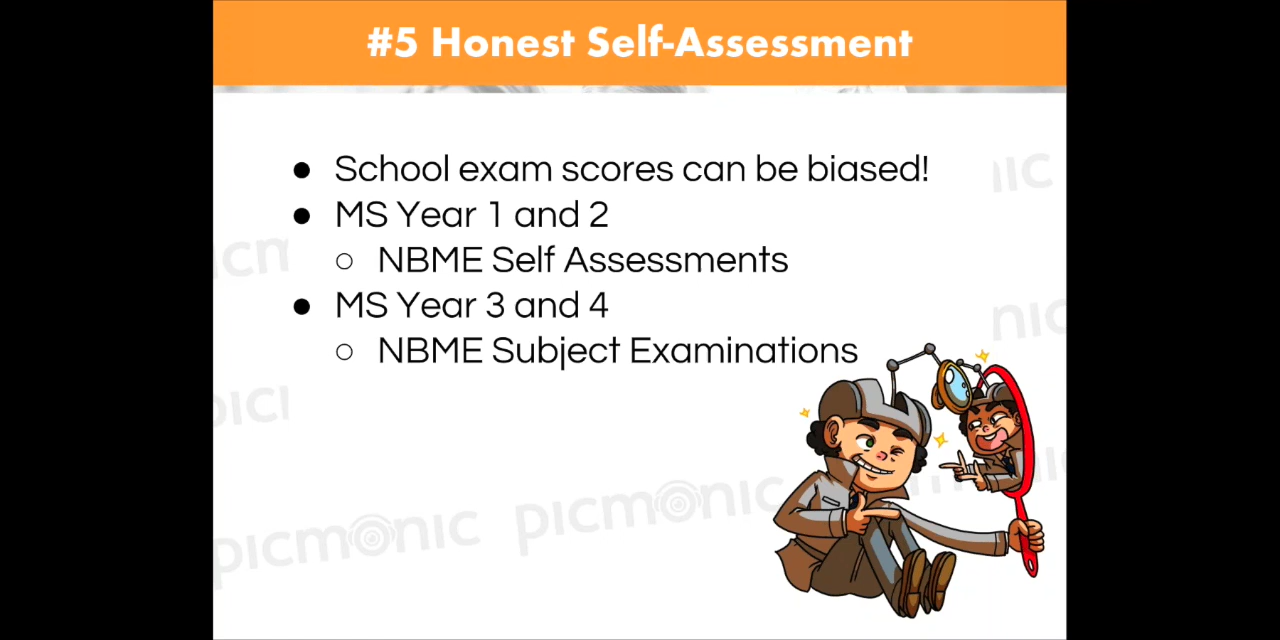 #5 Honest Self-Assessment
● School exam scores can be biased!
● MS Year 1 and 2
○ NBME Self Assessments
● MS Year 3 and 4
○ NBME Subject Examinations
picmonic picmonic